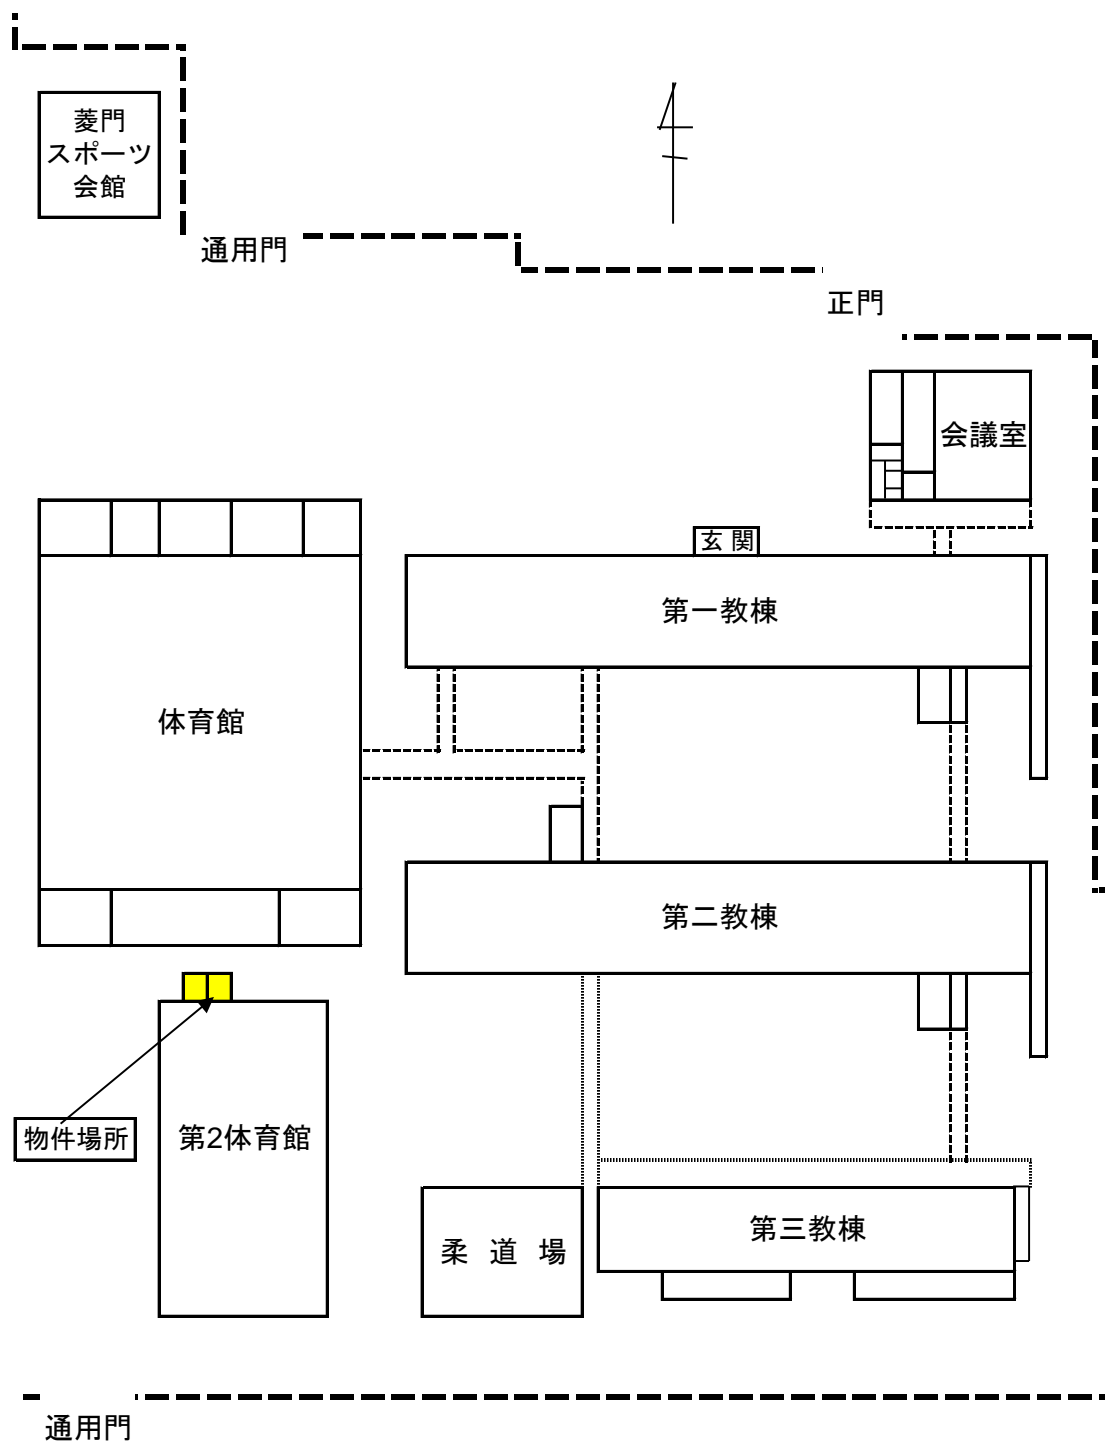 菱門
スポーツ
会館
通用門
正門
会議室
玄 関
第一教棟
体育館
第二教棟
物件場所
第2体育館
柔 道 場
第三教棟
通用門